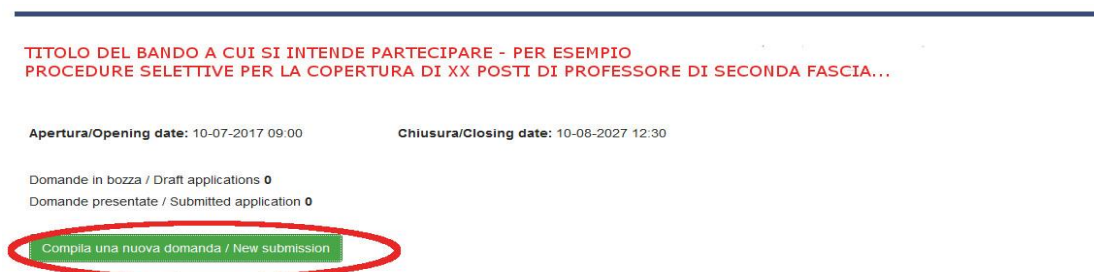 TITOLO DEL BANDO A CUI SI INTENDE PARTECIPARE - PER ESEMPIO
PROCEDURE SELETTIVE PER LA COPERTURA DI XX POSTI DI PROFESSORE DI SECONDA FASCIA...
Apertura/Opening date: 10-07-2017 09:00 Chiusura/Closing date: 10-08-2027 12:30
Domande in bozza / Draft applications 0
Domande presentate / Submitted application 0
Compila una nuova domanda / New submission